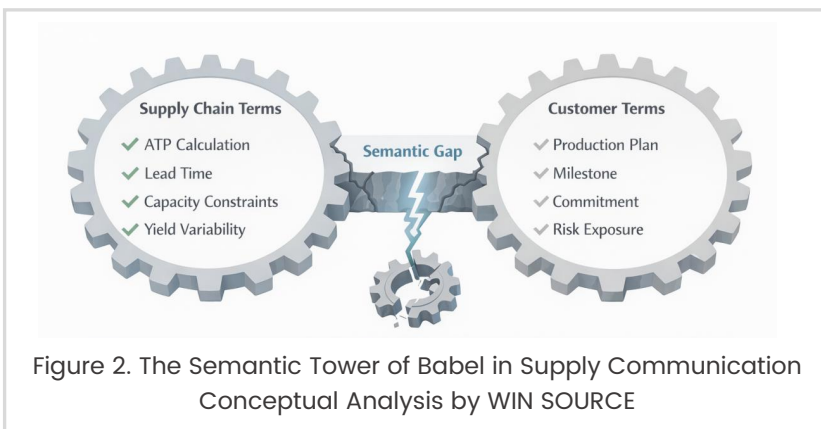 Supply Chain Terms
ATP Calculation
Lead Time
Capacity Constraints
Yield Variability
Semantic Gap
Customer Terms
Production Plan
Milestone
Commitment
Risk Exposure
Figure 2. The Semantic Tower of Babel in Supply Communication
Conceptual Analysis by WIN SOURCE